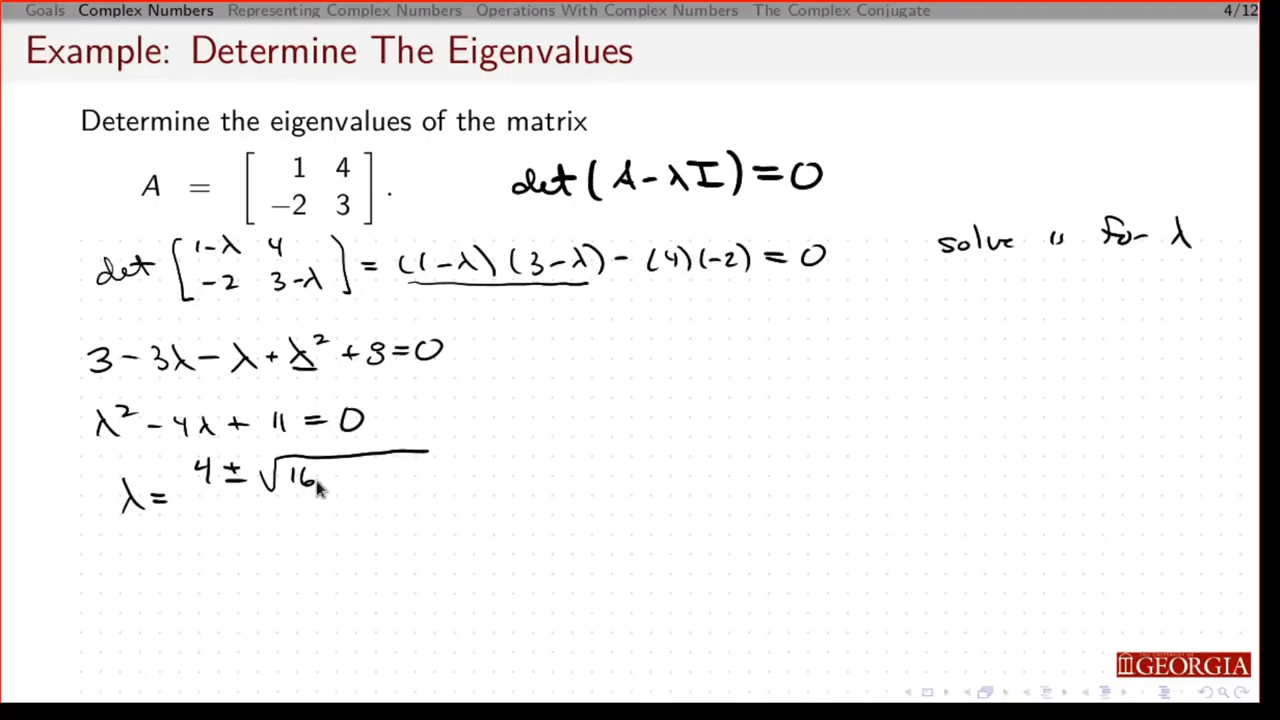 Goals Complex Numbers Representing Complex Numbers Operations With Complex Numbers The Complex Conjugate 4/12
Example: Determine The Eigenvalues
Determine the eigenvalues of the matrix
A = [ 1 4
−2 3 ] .
det(A-λI)=0
solve " for λ
det [ 1-λ 4
-2 3-λ ] = (1-λ)(3-λ)-(4)(-2)=0
3-3λ-λ+λ²+8=0
λ²-4λ+11=0
λ= 4±√16
GEORGIA